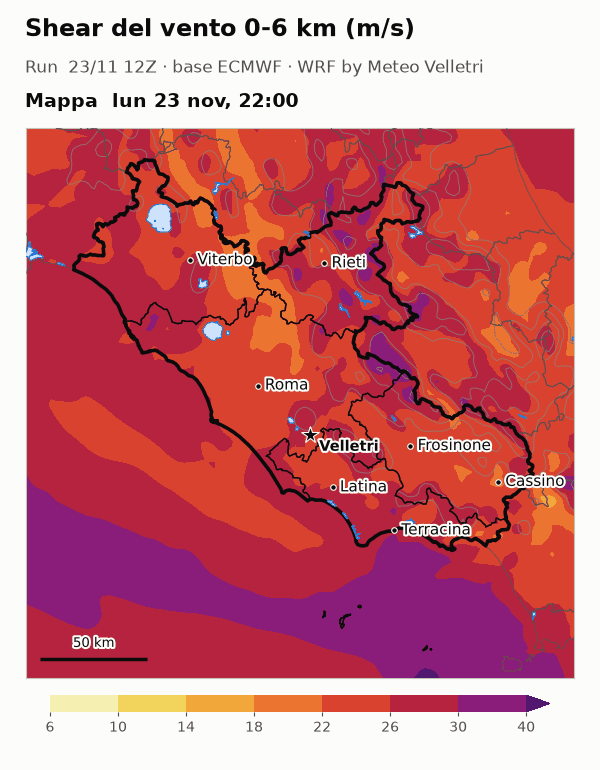 Shear del vento 0-6 km (m/s)
Run  23/11 12Z · base ECMWF · WRF by Meteo Velletri
Mappa  lun 23 nov, 22:00
Viterbo
Rieti
Roma
Velletri
Frosinone
Cassino
Latina
Terracina
50 km
6 10 14 18 22 26 30 40